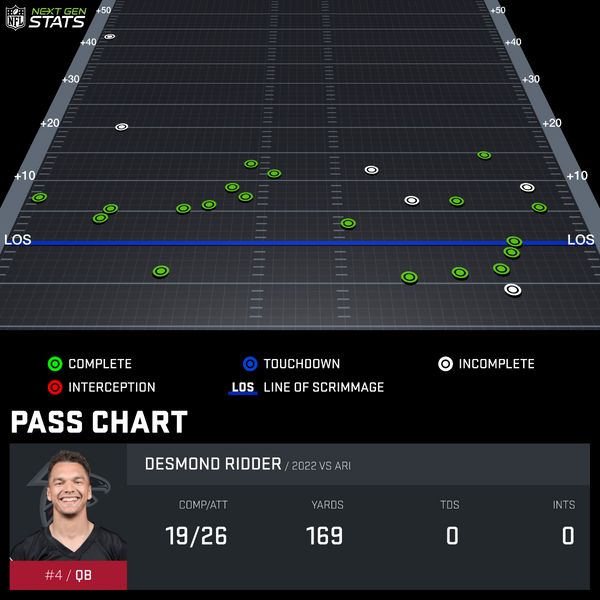 NFL NEXT GEN STATS
+50 +50
+30 +30
+20 +20
+10 +10
LOS LOS
COMPLETE TOUCHDOWN INCOMPLETE
INTERCEPTION LOS LINE OF SCRIMMAGE
PASS CHART
DESMOND RIDDER / 2022 VS ARI
COMP/ATT YARDS TDS INTS
19/26 169 0 0
#4 / QB